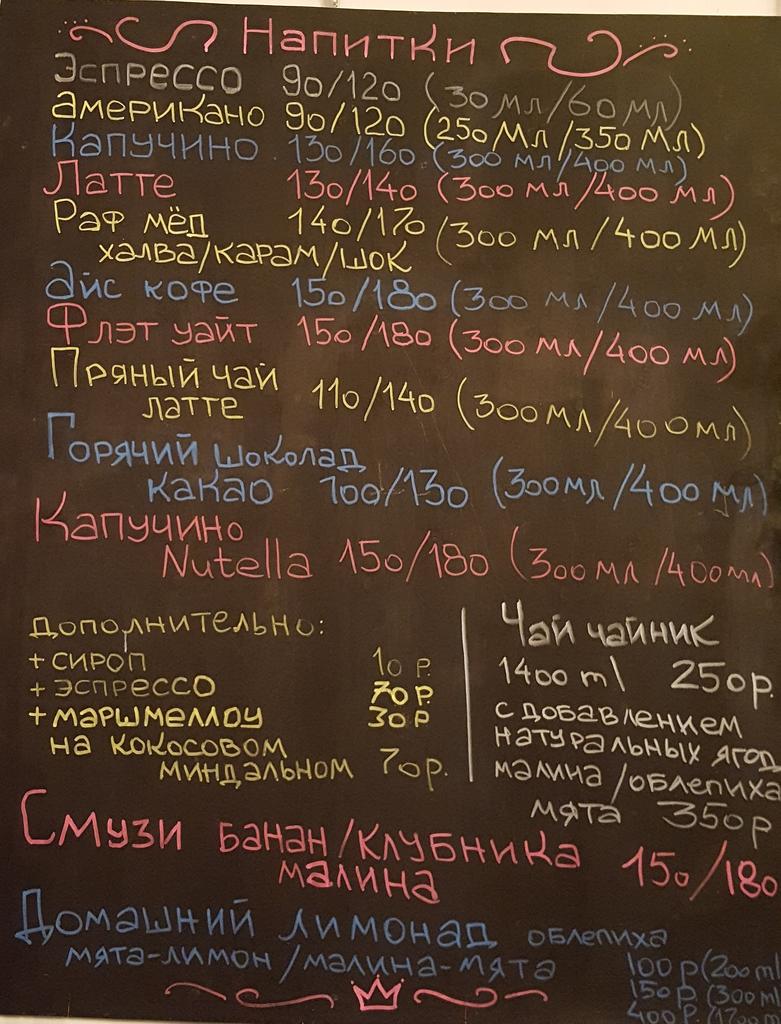 Напитки
Эспрессо 90/120 (30 мл/60 мл)
Американо 90/120 (250 мл/350 мл)
Капучино 130/160 (300 мл/400 мл)
Латте 130/140 (300 мл/400 мл)
Раф мёд 140/170 (300 мл/400 мл)
халва/карам/шок
Айс кофе 150/180 (300 мл/400 мл)
Флэт уайт 150/180 (300 мл/400 мл)
Пряный чай
латте 110/140 (300 мл/400 мл)
Горячий шоколад
какао 100/130 (300 мл/400 мл)
Капучино
Nutella 150/180 (300 мл/400 мл)
Дополнительно:
+ сироп 10 р.
+ эспрессо 70 р.
+ маршмеллоу 30 р
на кокосовом
миндальном 70 р.
Чай чайник
1400 ml 250 р.
с добавлением
натуральных ягод
малина/облепиха
мята 350 р
Смузи банан/клубника
малина 150/180
Домашний лимонад облепиха
мята-лимон/малина-мята 100 р (200 ml
150 р. (300 ml
400 р. (1700 m